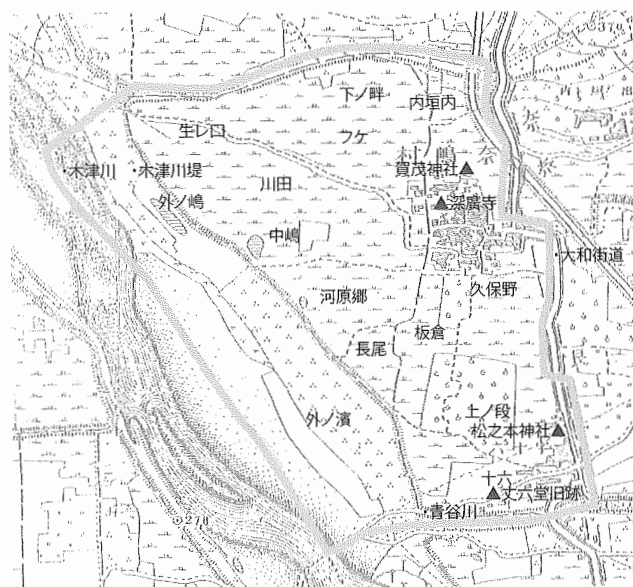 下ノ畔
内垣内
生レ口
フケ
村
奈
賀茂神社
川田
木津川
木津川堤
外ノ嶋
深廣寺
中嶋
大和街道
河原郷
久保野
板倉
長尾
上ノ段
外ノ濱
松之本神社
十六
丈六堂旧跡
青谷川